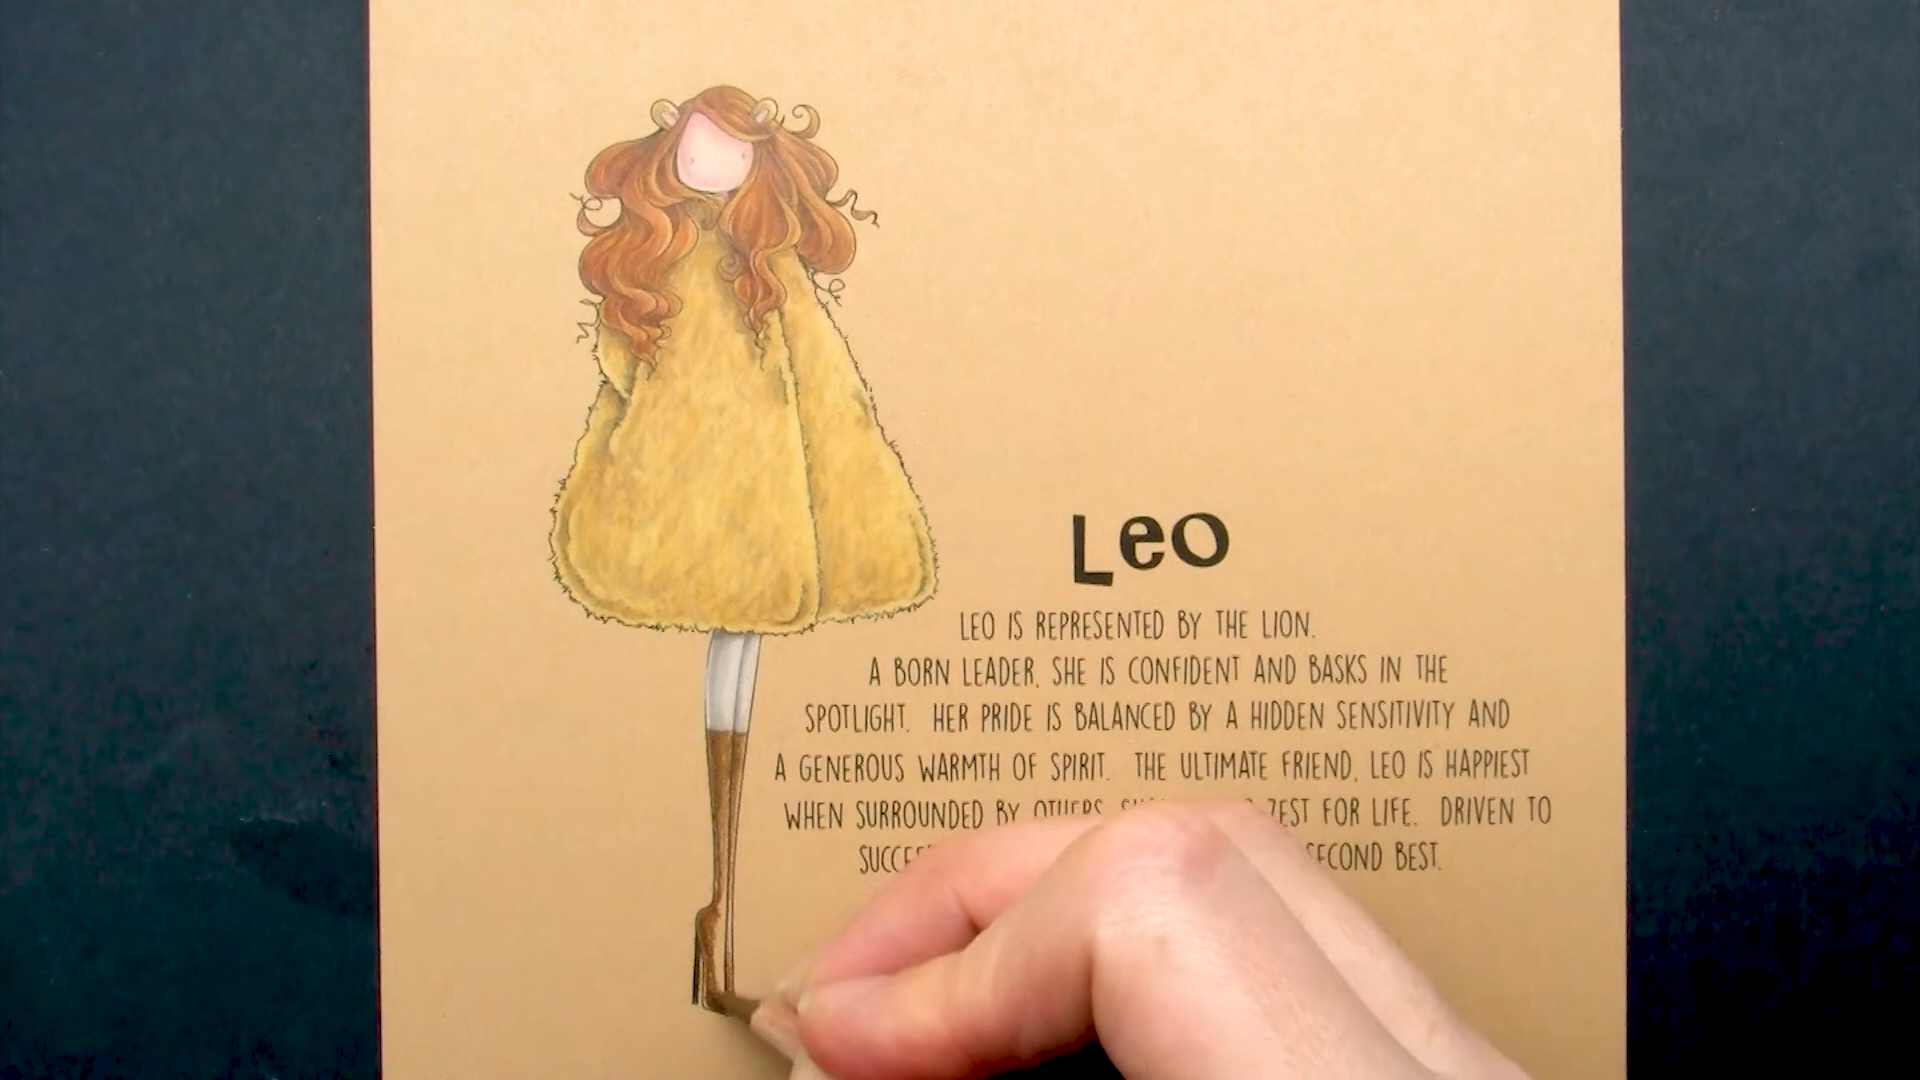 Leo
LEO IS REPRESENTED BY THE LION.
A BORN LEADER, SHE IS CONFIDENT AND BASKS IN THE
SPOTLIGHT. HER PRIDE IS BALANCED BY A HIDDEN SENSITIVITY AND
A GENEROUS WARMTH OF SPIRIT. THE ULTIMATE FRIEND, LEO IS HAPPIEST
WHEN SURROUNDED BY OTHERS ZEST FOR LIFE. DRIVEN TO
SECOND BEST.